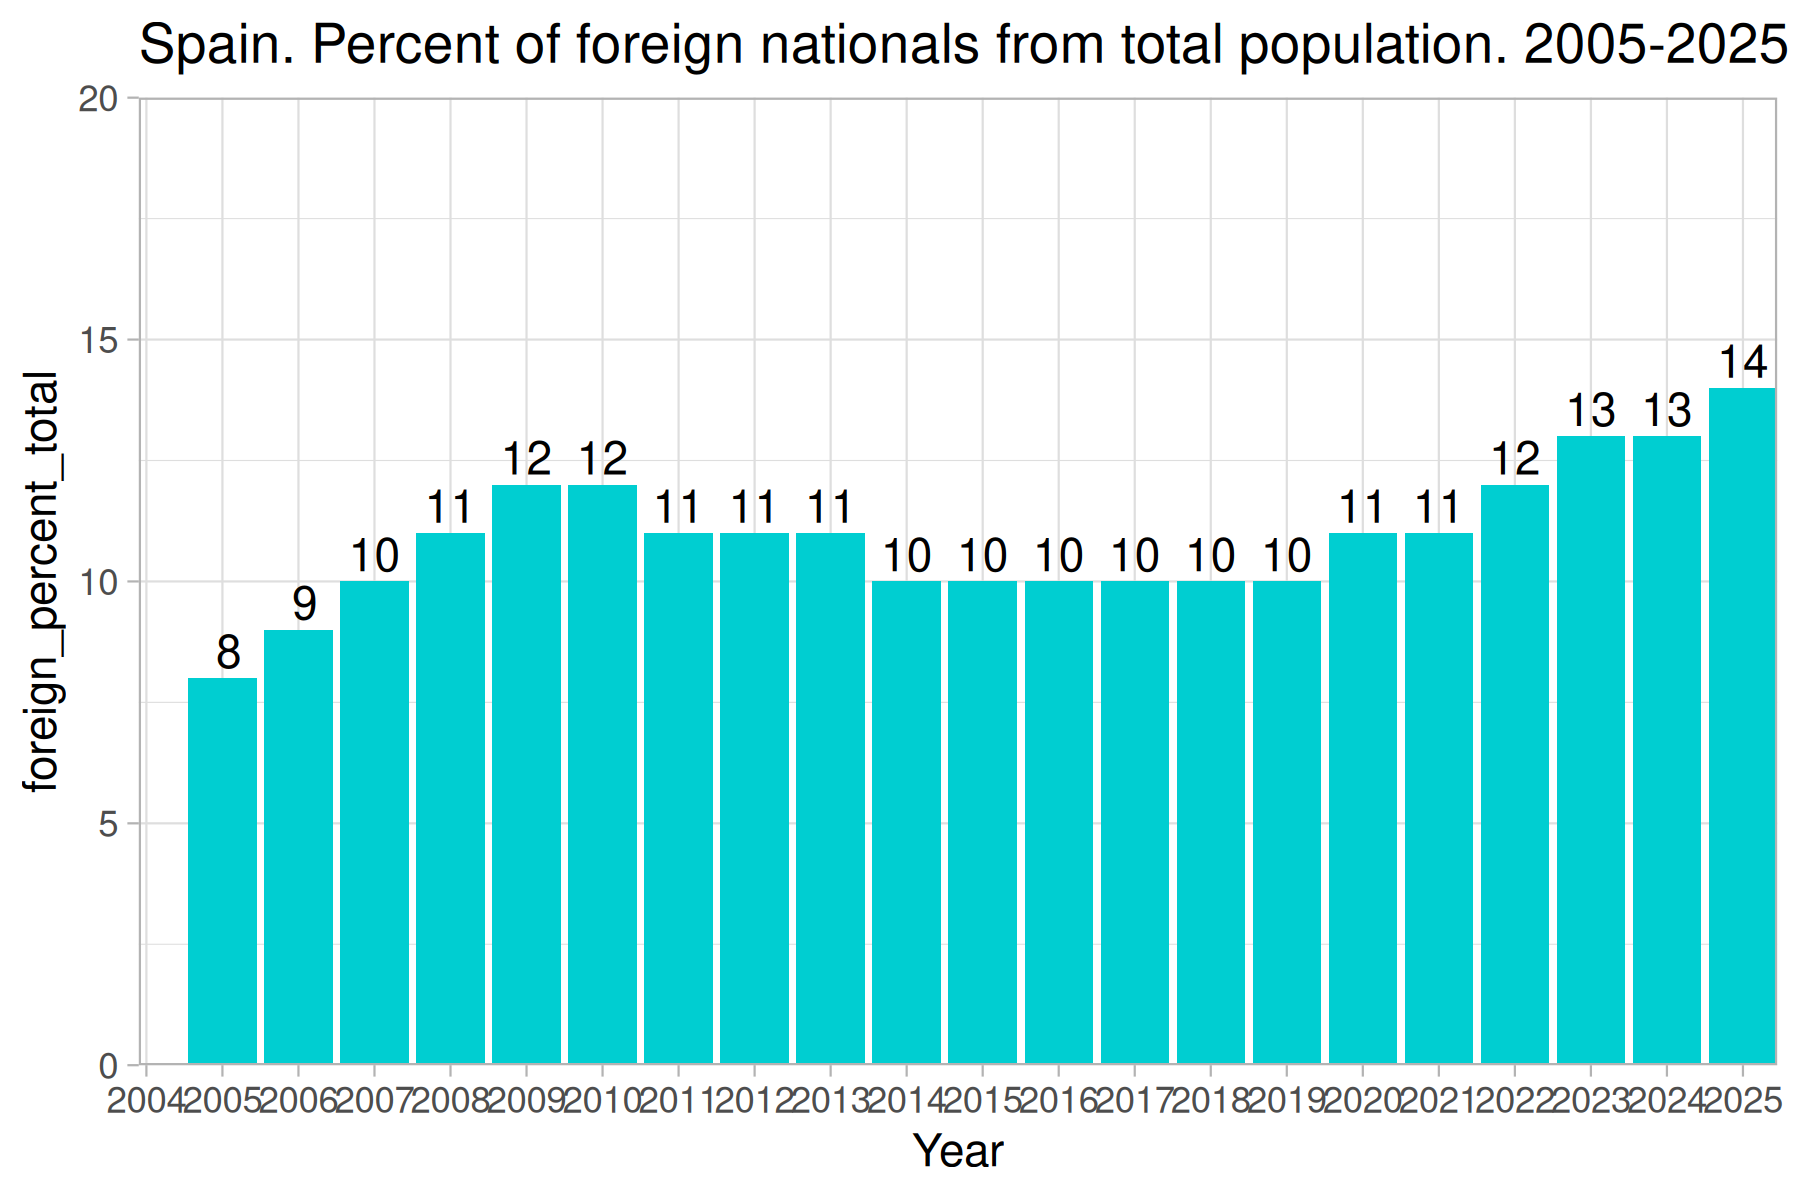 Spain. Percent of foreign nationals from total population. 2005-2025
20
15
10
5
0
foreign_percent_total
14
13 13
12 12 12
11 11 11 11 11 11
10 10 10 10 10 10 10
9
8
2004 2005 2006 2007 2008 2009 2010 2011 2012 2013 2014 2015 2016 2017 2018 2019 2020 2021 2022 2023 2024 2025
Year